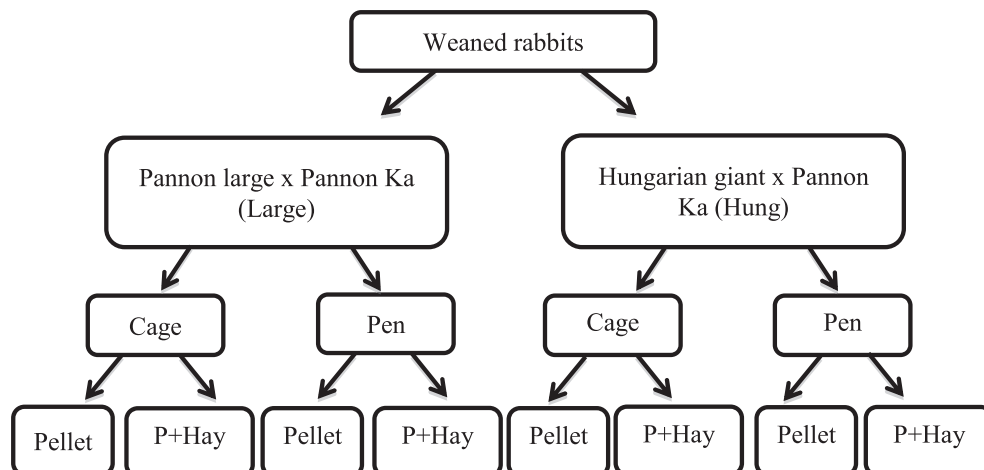 Weaned rabbits
Pannon large x Pannon Ka
(Large)
Hungarian giant x Pannon
Ka (Hung)
Cage
Pen
Cage
Pen
Pellet
P+Hay
Pellet
P+Hay
Pellet
P+Hay
Pellet
P+Hay